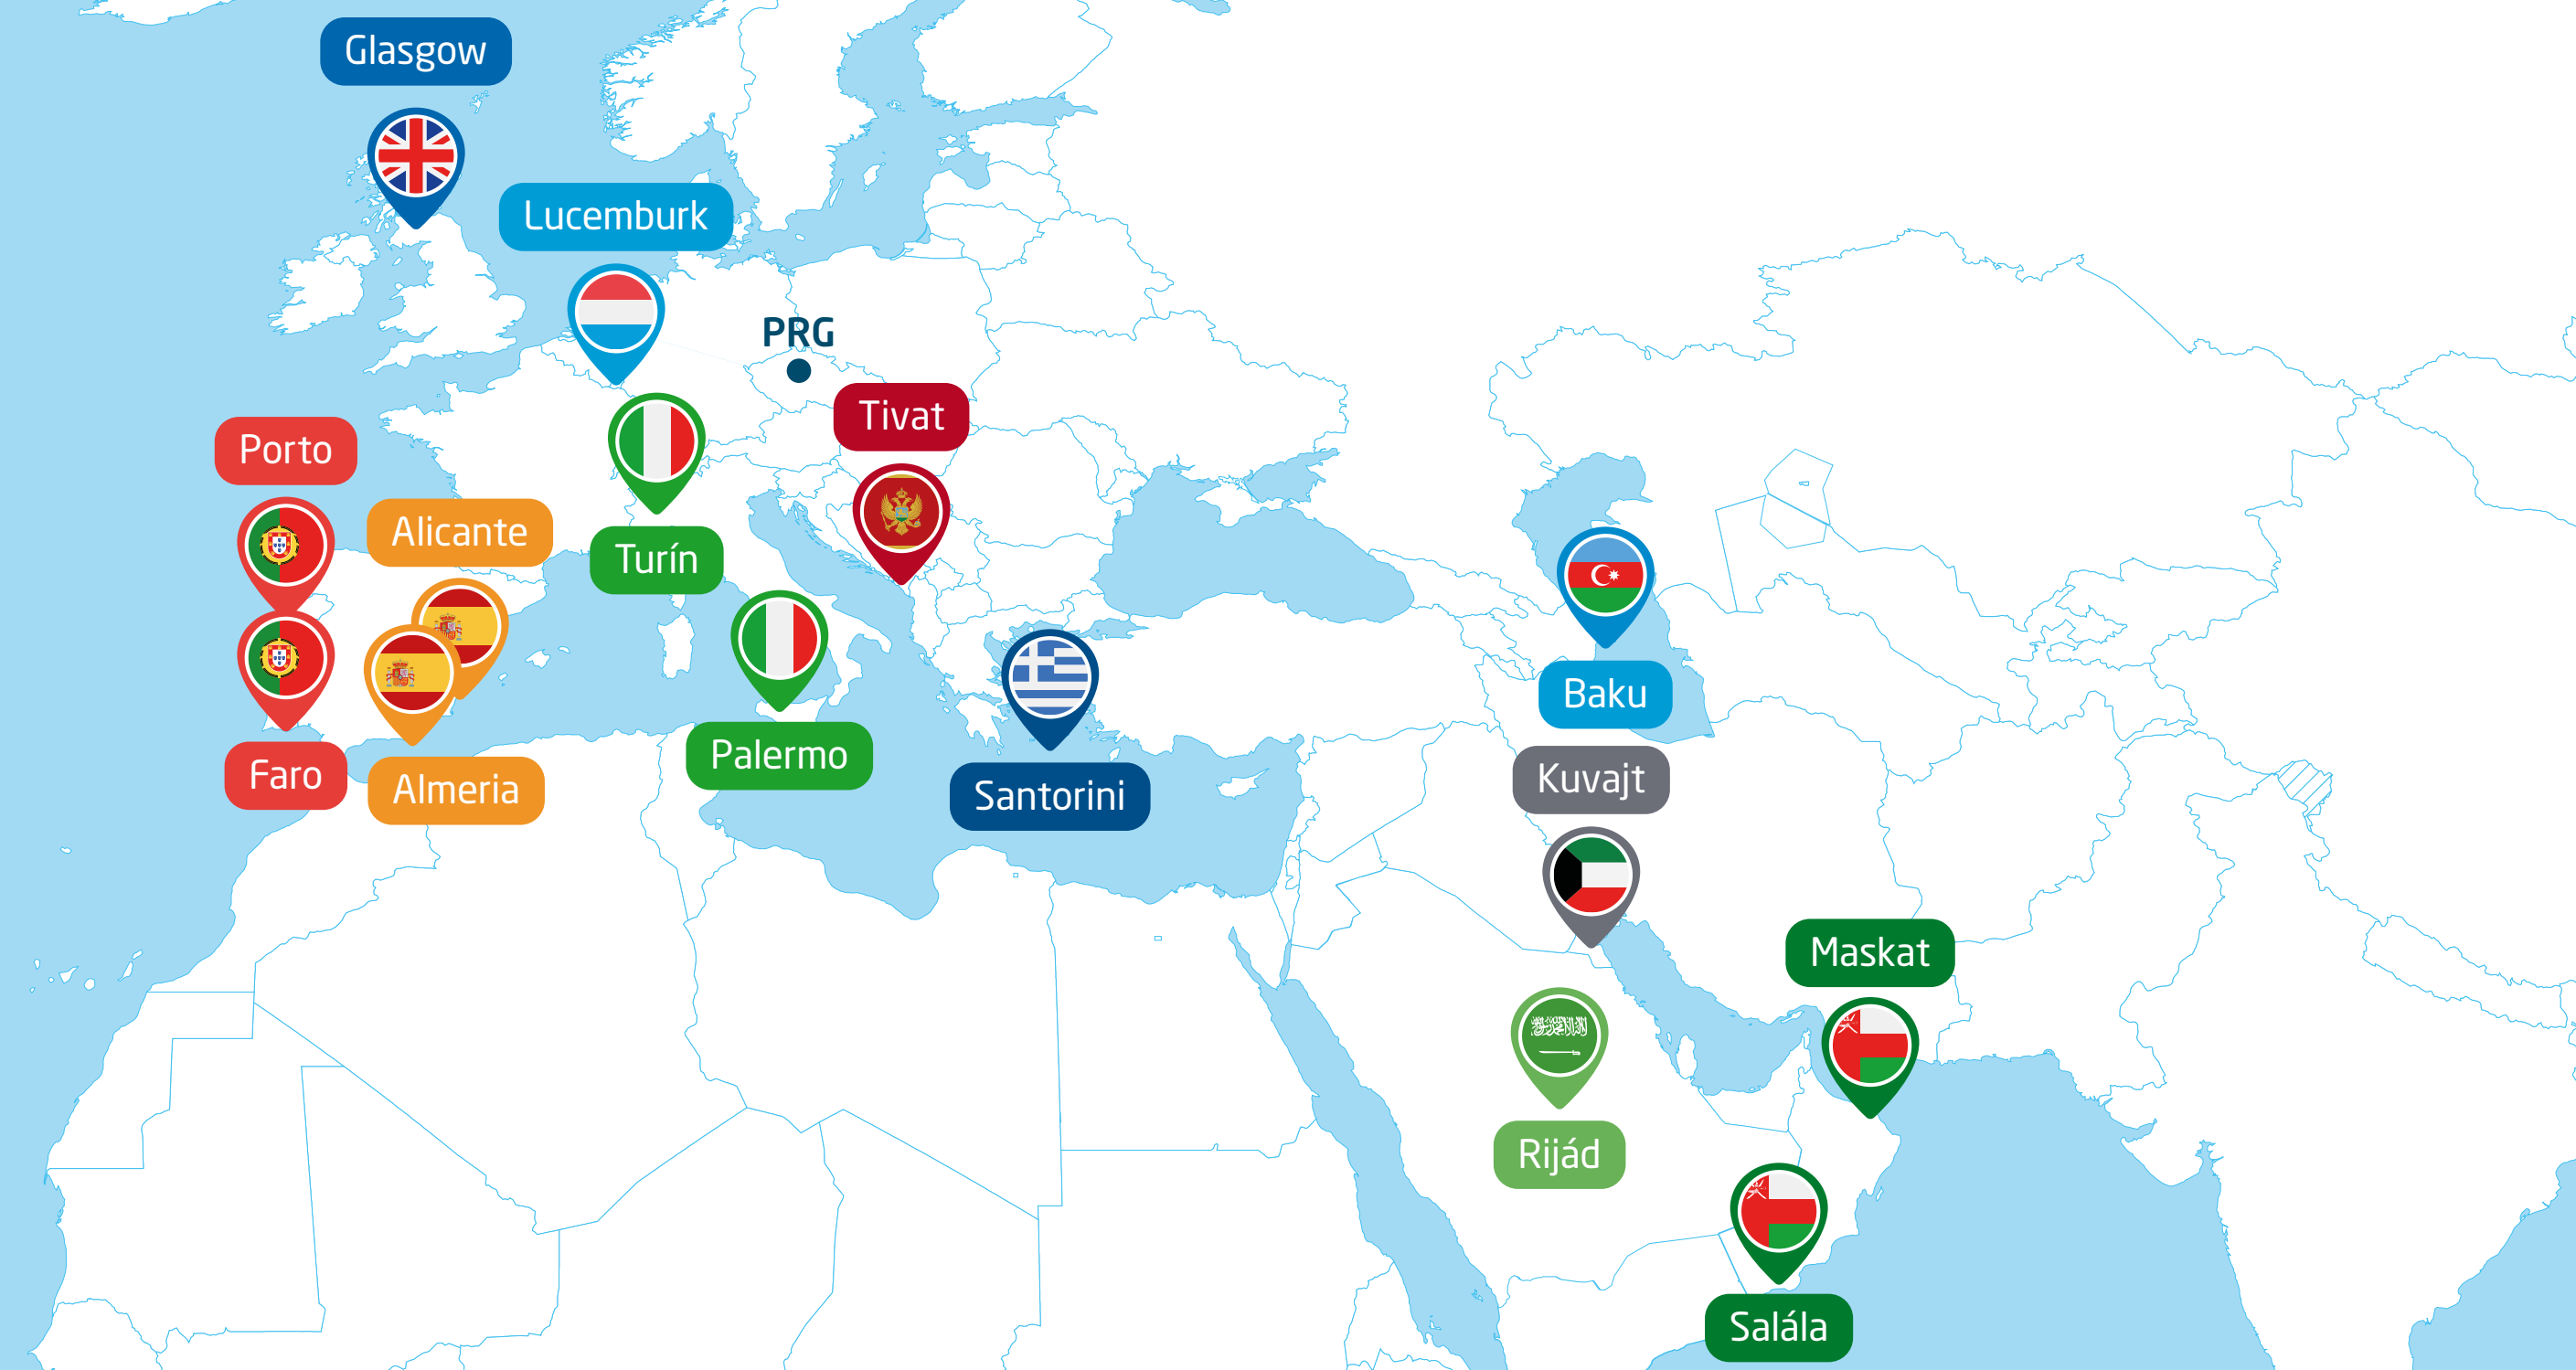 Glasgow
Lucemburk
PRG
Tivat
Porto
Alicante
Turín
Baku
Palermo
Faro
Almeria
Santorini
Kuvajt
Maskat
Rijád
Salála